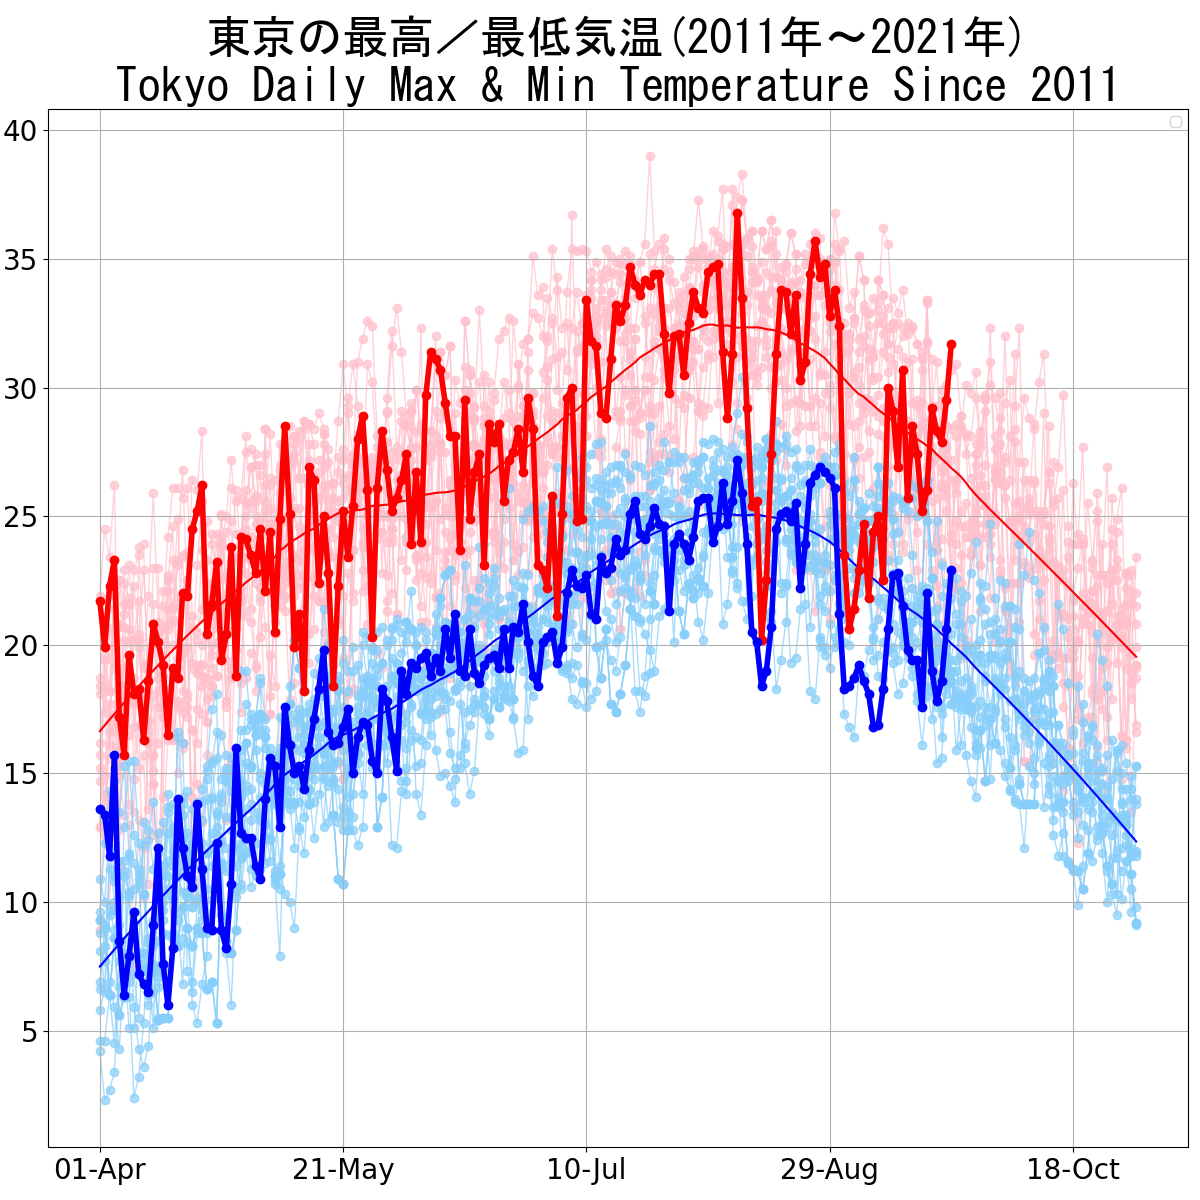 東京の最高／最低気温(2011年～2021年)
Tokyo Daily Max & Min Temperature Since 2011
40
35
30
25
20
15
10
5
01-Apr 21-May 10-Jul 29-Aug 18-Oct